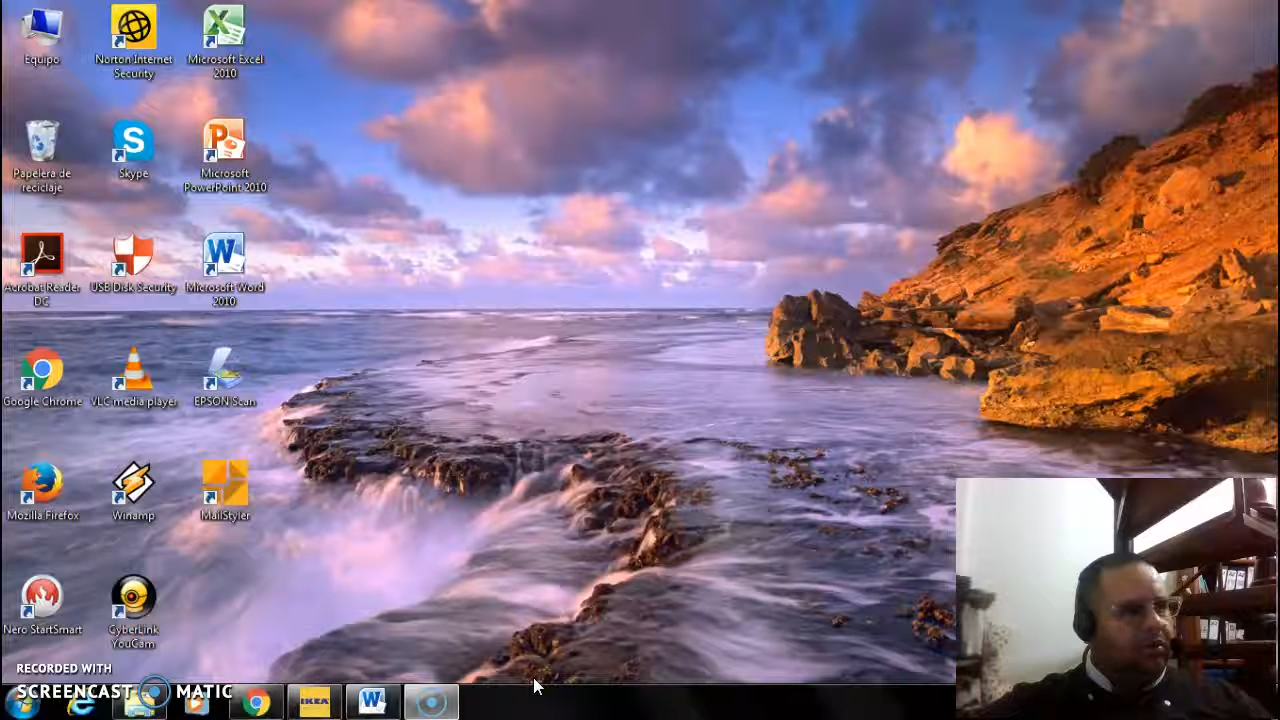 Equipo
Norton Internet
Security
Microsoft Excel
2010
Papelera de
reciclaje
Skype
Microsoft
PowerPoint 2010
Acrobat Reader
DC
USB Disk Security
Microsoft Word
2010
Google Chrome
VLC media player
EPSON Scan
Mozilla Firefox
Winamp
MailStyler
Nero StartSmart
CyberLink
YouCam
RECORDED WITH
SCREENCAST MATIC
IKEA